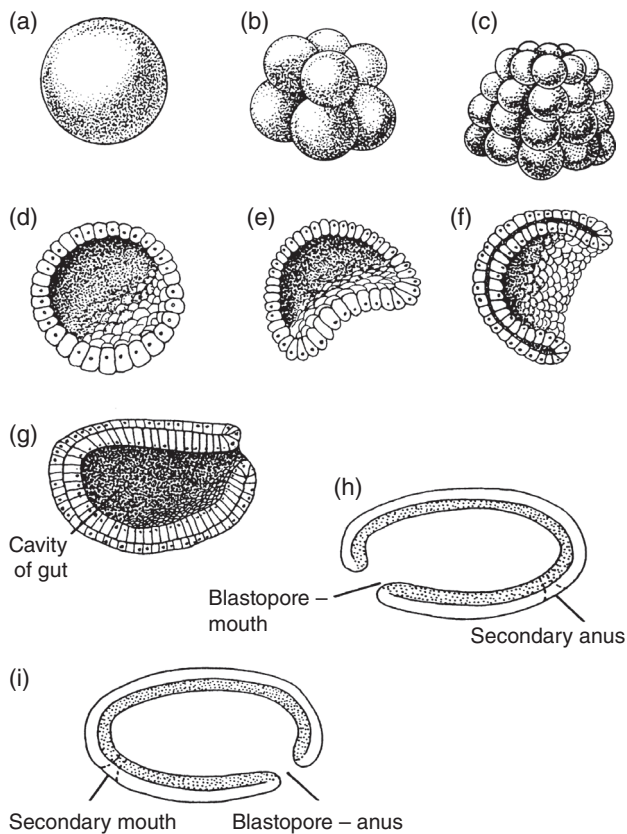 (a)
(b)
(c)
(d)
(e)
(f)
(g)
Cavity
of gut
(h)
Blastopore –
mouth
Secondary anus
(i)
Secondary mouth
Blastopore – anus